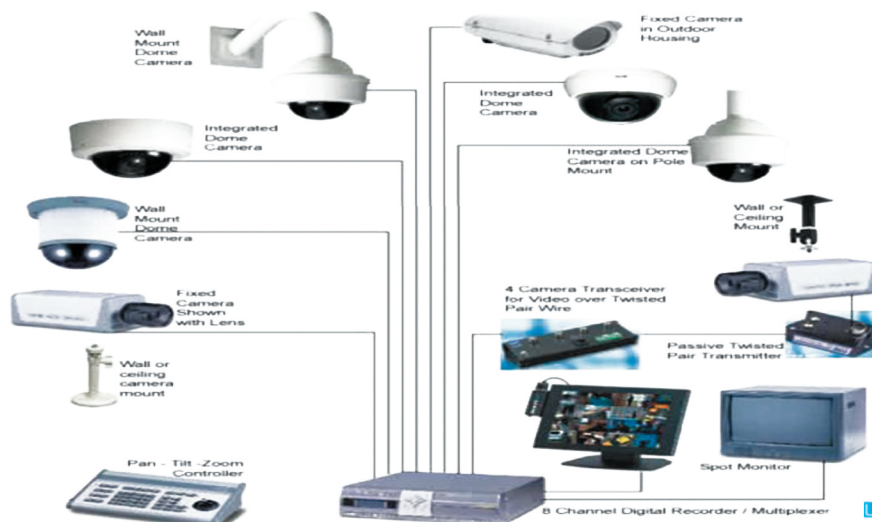 Wall
Mount
Dome
Camera
Fixed Camera
in Outdoor
Housing
Integrated
Dome
Camera
Integrated
Dome
Camera
Integrated Dome
Camera on Pole
Mount
Wall
Mount
Dome
Camera
Wall or
Ceiling
Mount
Fixed
Camera
Shown
with Lens
4 Camera Transceiver
for Video over Twisted
Pair Wire
Passive Twisted
Pair Transmitter
Wall or
ceiling
camera
mount
Pan - Tilt -Zoom
Controller
Spot Monitor
8 Channel Digital Recorder / Multiplexer
L